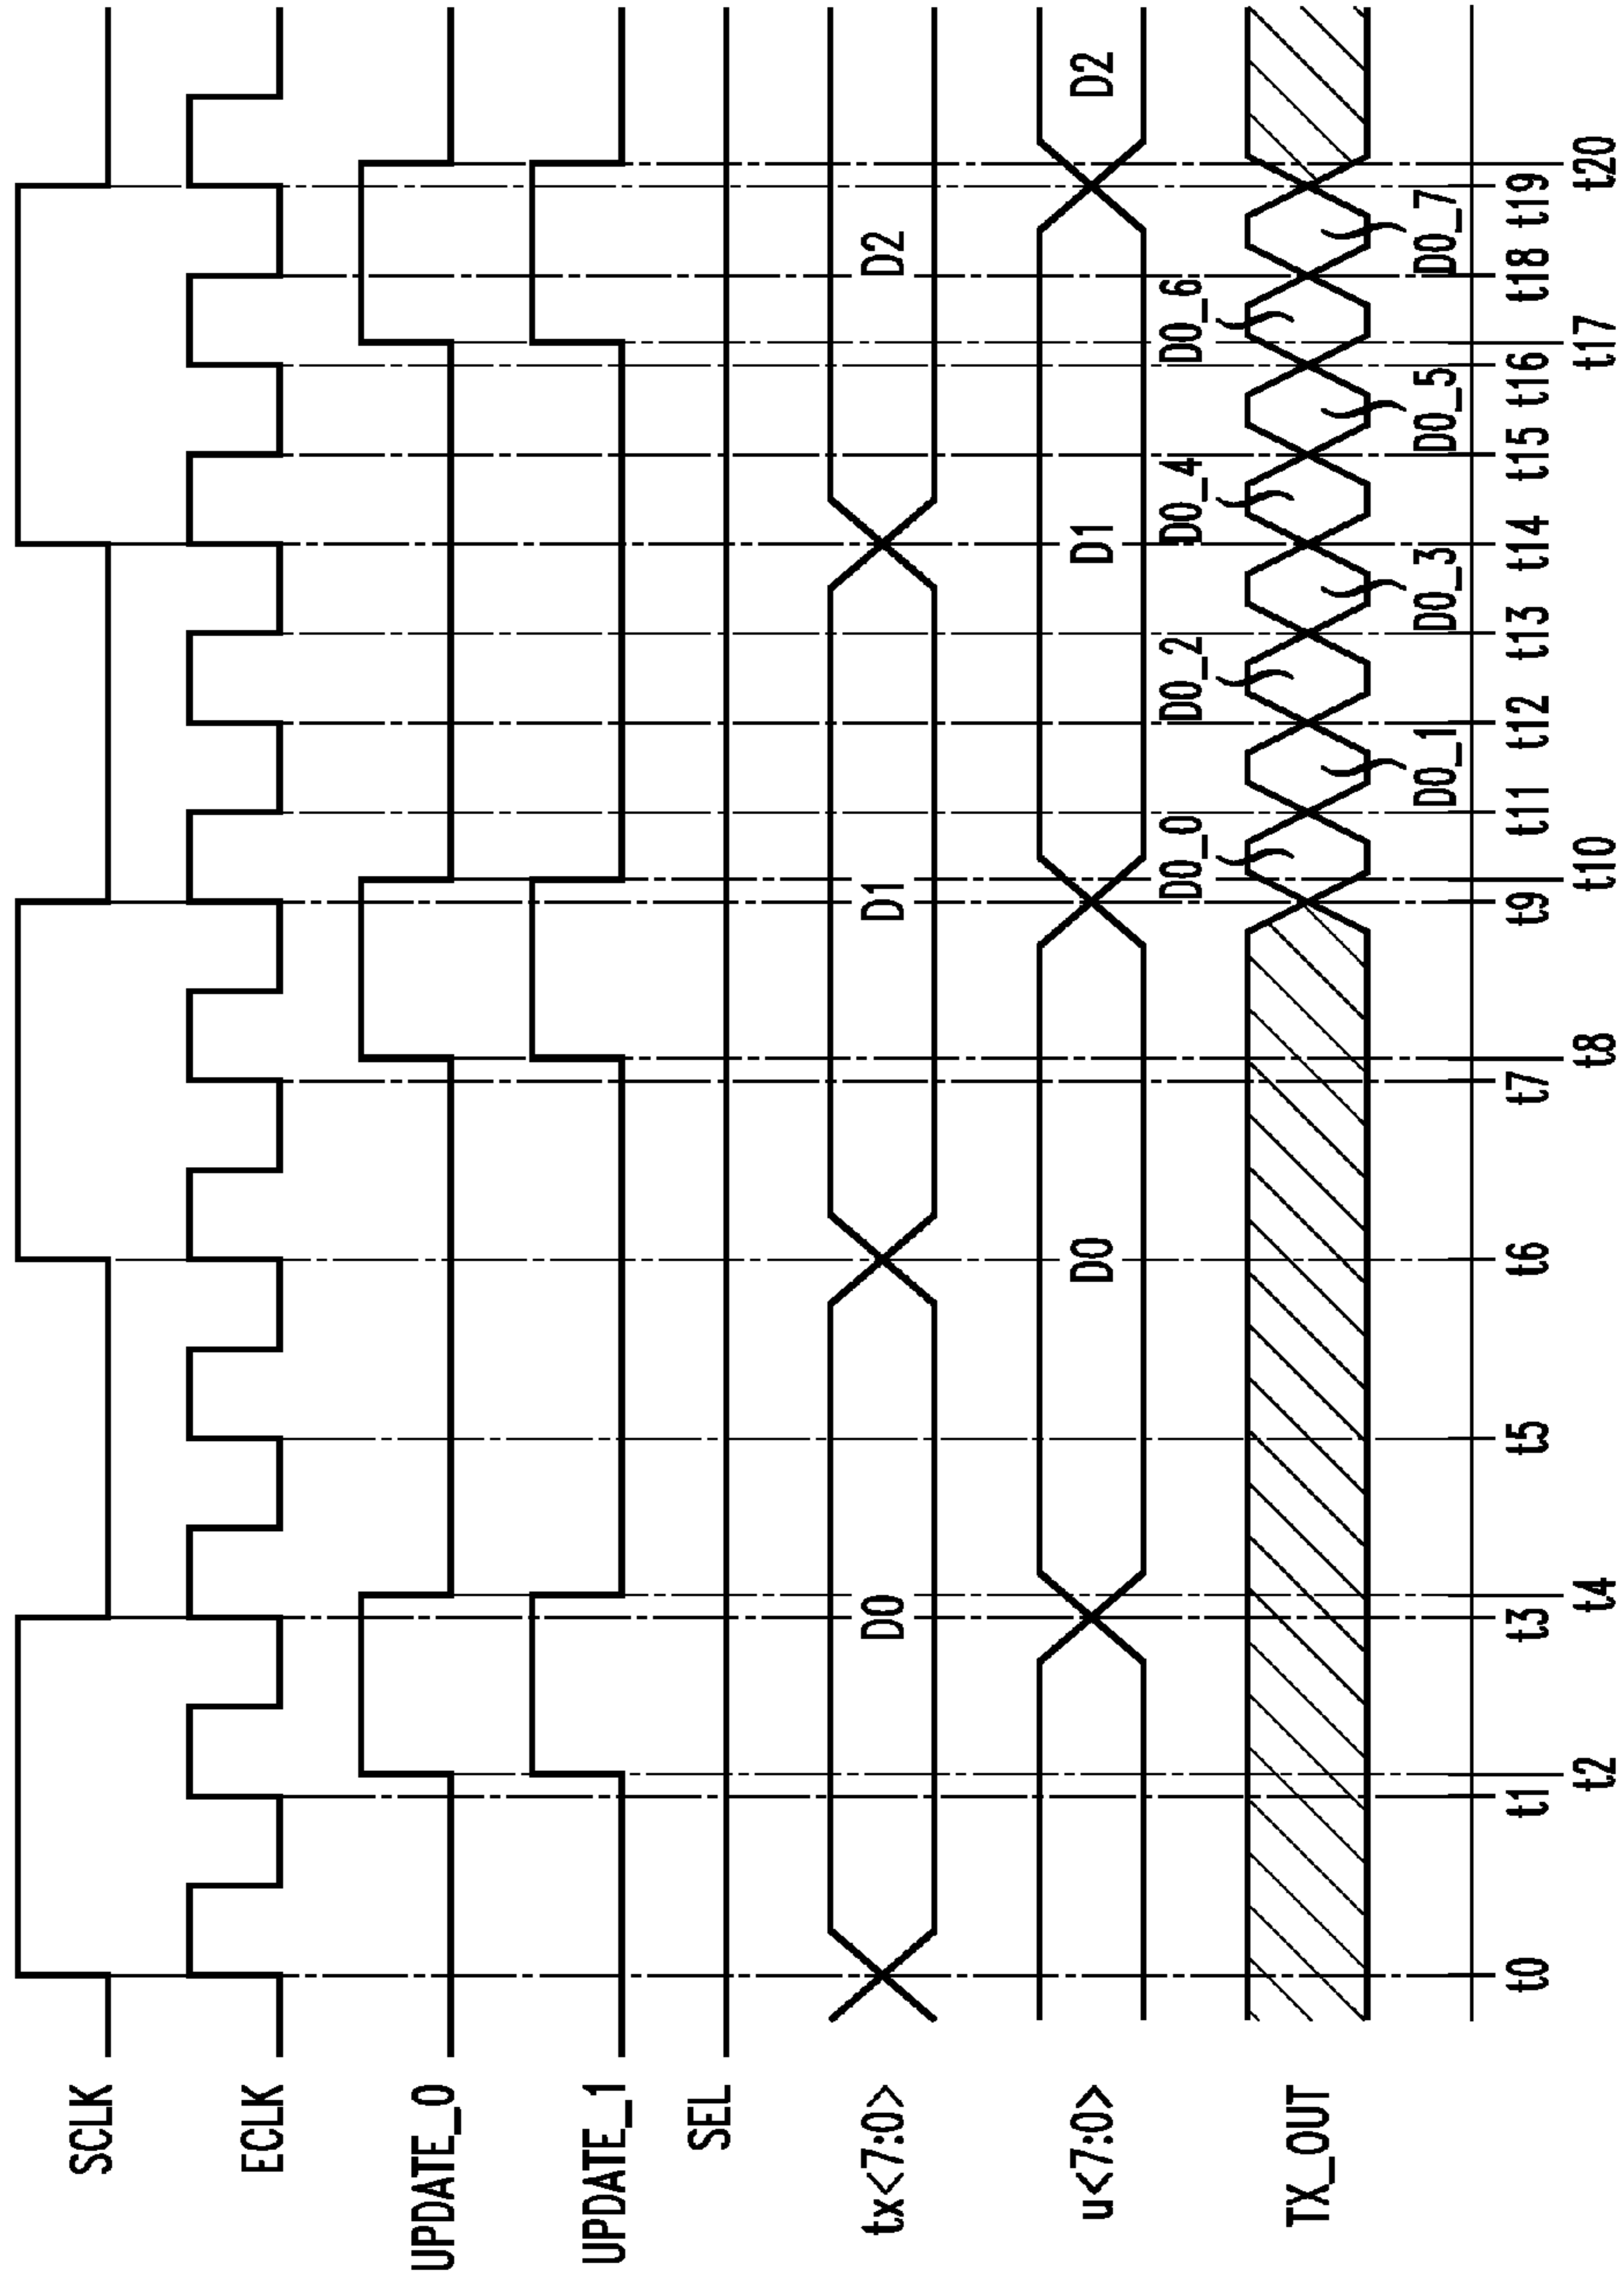 SCLK
ECLK
UPDATE_0
UPDATE_1
SEL
tx<7:0>
D0
D1
D2
u<7:0>
D0
D1
D2
TX_OUT
D0_0
D0_2
D0_4
D0_6
D0_1
D0_3
D0_5
D0_7
t0 t1 t3 t5 t6 t7 t9 t11 t12 t13 t14 t15 t16 t18 t19
t2 t4 t8 t10 t17 t20